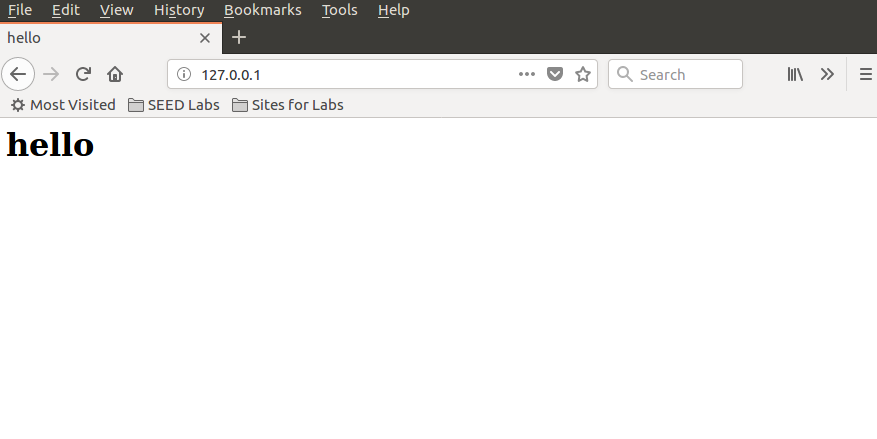 File Edit View History Bookmarks Tools Help
hello
127.0.0.1 Search
Most Visited SEED Labs Sites for Labs
hello